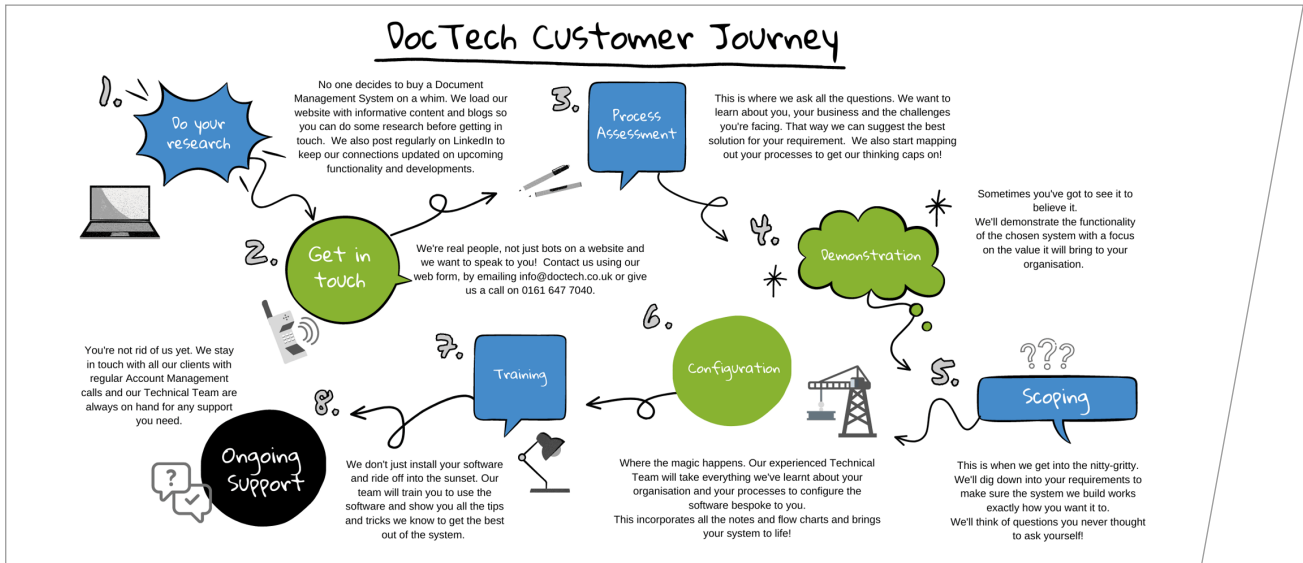 DocTech Customer Journey
1.
Do your
research
No one decides to buy a Document
Management System on a whim. We load our
website with informative content and blogs so
you can do some research before getting in
touch. We also post regularly on LinkedIn to
keep our connections updated on upcoming
functionality and developments.
2.
Get in
touch
We're real people, not just bots on a website and
we want to speak to you! Contact us using our
web form, by emailing info@doctech.co.uk or give
us a call on 0161 647 7040.
3.
Process
Assessment
This is where we ask all the questions. We want to
learn about you, your business and the challenges
you're facing. That way we can suggest the best
solution for your requirement. We also start mapping
out your processes to get our thinking caps on!
4.
Demonstration
Sometimes you've got to see it to
believe it.
We'll demonstrate the functionality
of the chosen system with a focus
on the value it will bring to your
organisation.
5.
???
Scoping
This is when we get into the nitty-gritty.
We'll dig down into your requirements to
make sure the system we build works
exactly how you want it to.
We'll think of questions you never thought
to ask yourself!
6.
Configuration
Where the magic happens. Our experienced Technical
Team will take everything we've learnt about your
organisation and your processes to configure the
software bespoke to you.
This incorporates all the notes and flow charts and brings
your system to life!
7.
Training
We don't just install your software
and ride off into the sunset. Our
team will train you to use the
software and show you all the tips
and tricks we know to get the best
out of the system.
8.
Ongoing
Support
?
You're not rid of us yet. We stay
in touch with all our clients with
regular Account Management
calls and our Technical Team are
always on hand for any support
you need.